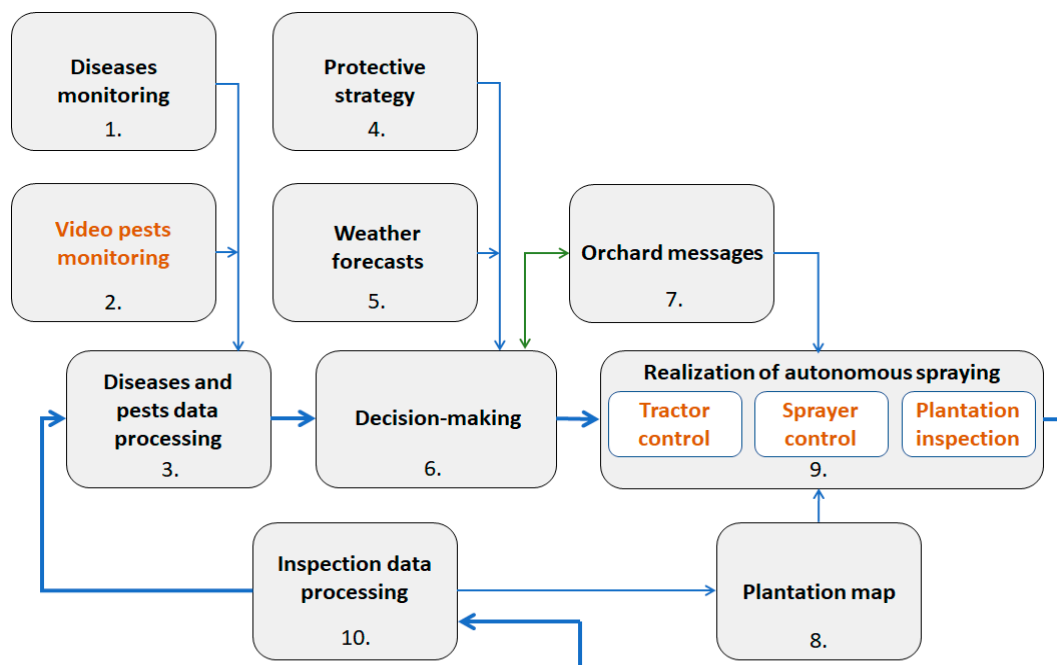 Diseases
monitoring
1.
Protective
strategy
4.
Video pests
monitoring
2.
Weather
forecasts
5.
Orchard messages
7.
Diseases and
pests data
processing
3.
Decision-making
6.
Realization of autonomous spraying
Tractor
control
Sprayer
control
Plantation
inspection
9.
Inspection data
processing
10.
Plantation map
8.